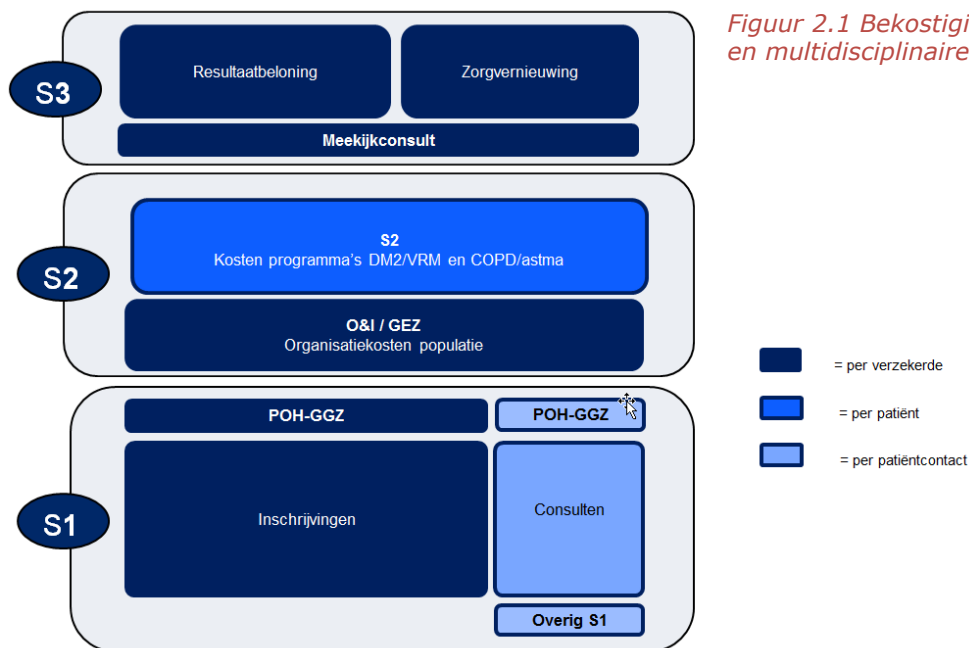 Figuur 2.1 Bekostigi
en multidisciplinaire
S3
Resultaatbeloning
Zorgvernieuwing
Meekijkconsult
S2
S2
Kosten programma's DM2/VRM en COPD/astma
O&I / GEZ
Organisatiekosten populatie
= per verzekerde
= per patiënt
= per patiëntcontact
S1
POH-GGZ
POH-GGZ
Inschrijvingen
Consulten
Overig S1